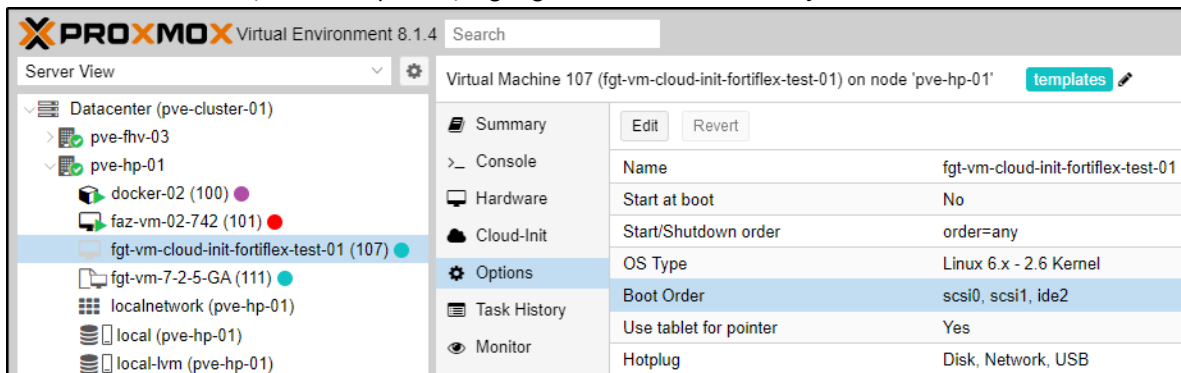 PROXMOX Virtual Environment 8.1.4 Search
Server View
Virtual Machine 107 (fgt-vm-cloud-init-fortiflex-test-01) on node 'pve-hp-01' templates
Datacenter (pve-cluster-01)
pve-fhv-03
pve-hp-01
docker-02 (100)
faz-vm-02-742 (101)
fgt-vm-cloud-init-fortiflex-test-01 (107)
fgt-vm-7-2-5-GA (111)
localnetwork (pve-hp-01)
local (pve-hp-01)
local-lvm (pve-hp-01)
Summary
Console
Hardware
Cloud-Init
Options
Task History
Monitor
Edit Revert
Name fgt-vm-cloud-init-fortiflex-test-01
Start at boot No
Start/Shutdown order order=any
OS Type Linux 6.x - 2.6 Kernel
Boot Order scsi0, scsi1, ide2
Use tablet for pointer Yes
Hotplug Disk, Network, USB